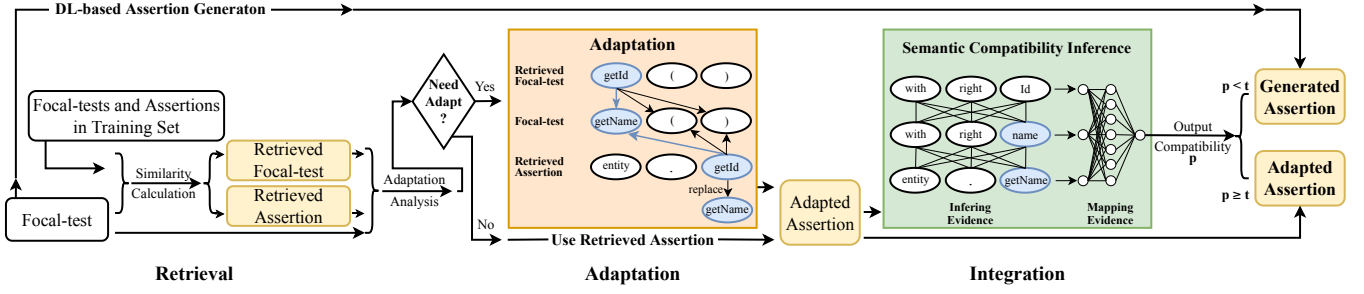 DL-based Assertion Generaton
Focal-tests and Assertions
in Training Set
Focal-test
Similarity
Calculation
Retrieved
Focal-test
Retrieved
Assertion
Adaptation
Analysis
Need
Adapt
?
Yes
No
Adaptation
Retrieved
Focal-test
getId
(
)
Focal-test
getName
(
)
Retrieved
Assertion
entity
.
getId
replace
getName
Use Retrieved Assertion
Adapted
Assertion
Semantic Compatibility Inference
with
right
Id
with
right
name
entity
.
getName
Infering
Evidence
Mapping
Evidence
Output
Compatibility
p
p < t
Generated
Assertion
p ≥ t
Adapted
Assertion
Retrieval
Adaptation
Integration